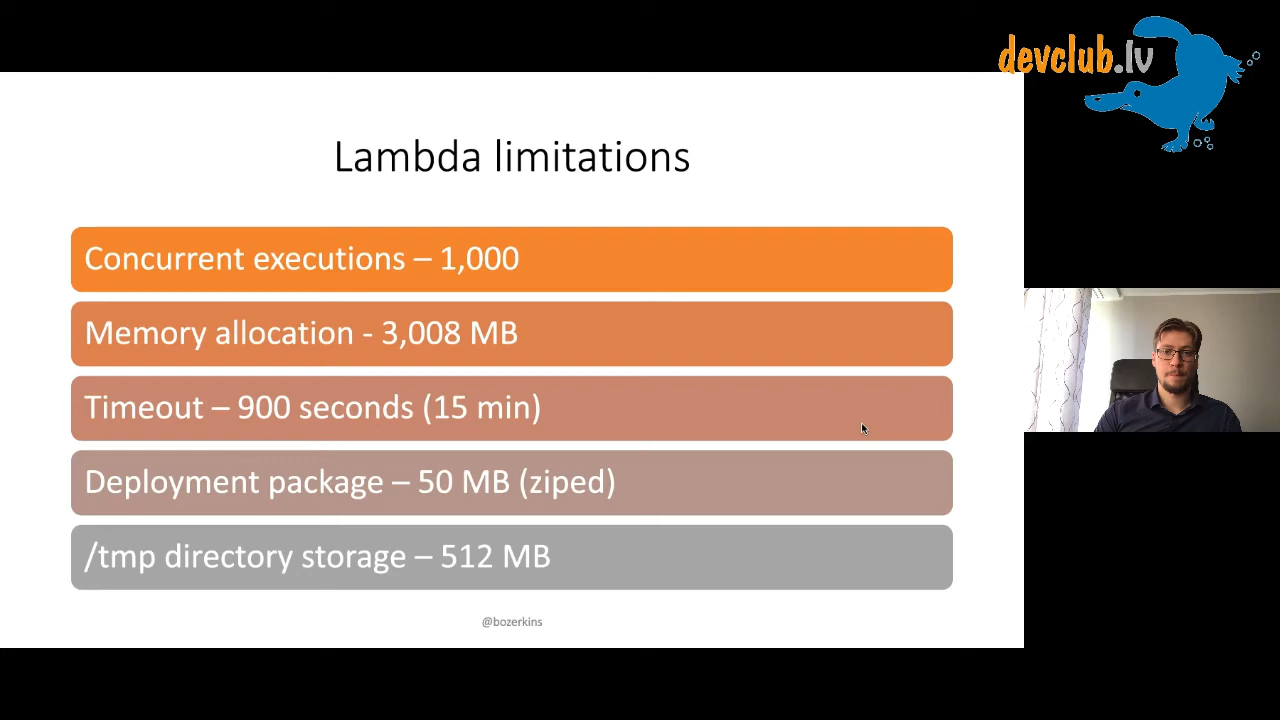 devclub.lv
Lambda limitations
Concurrent executions – 1,000
Memory allocation - 3,008 MB
Timeout – 900 seconds (15 min)
Deployment package – 50 MB (ziped)
/tmp directory storage – 512 MB
@bozerkins